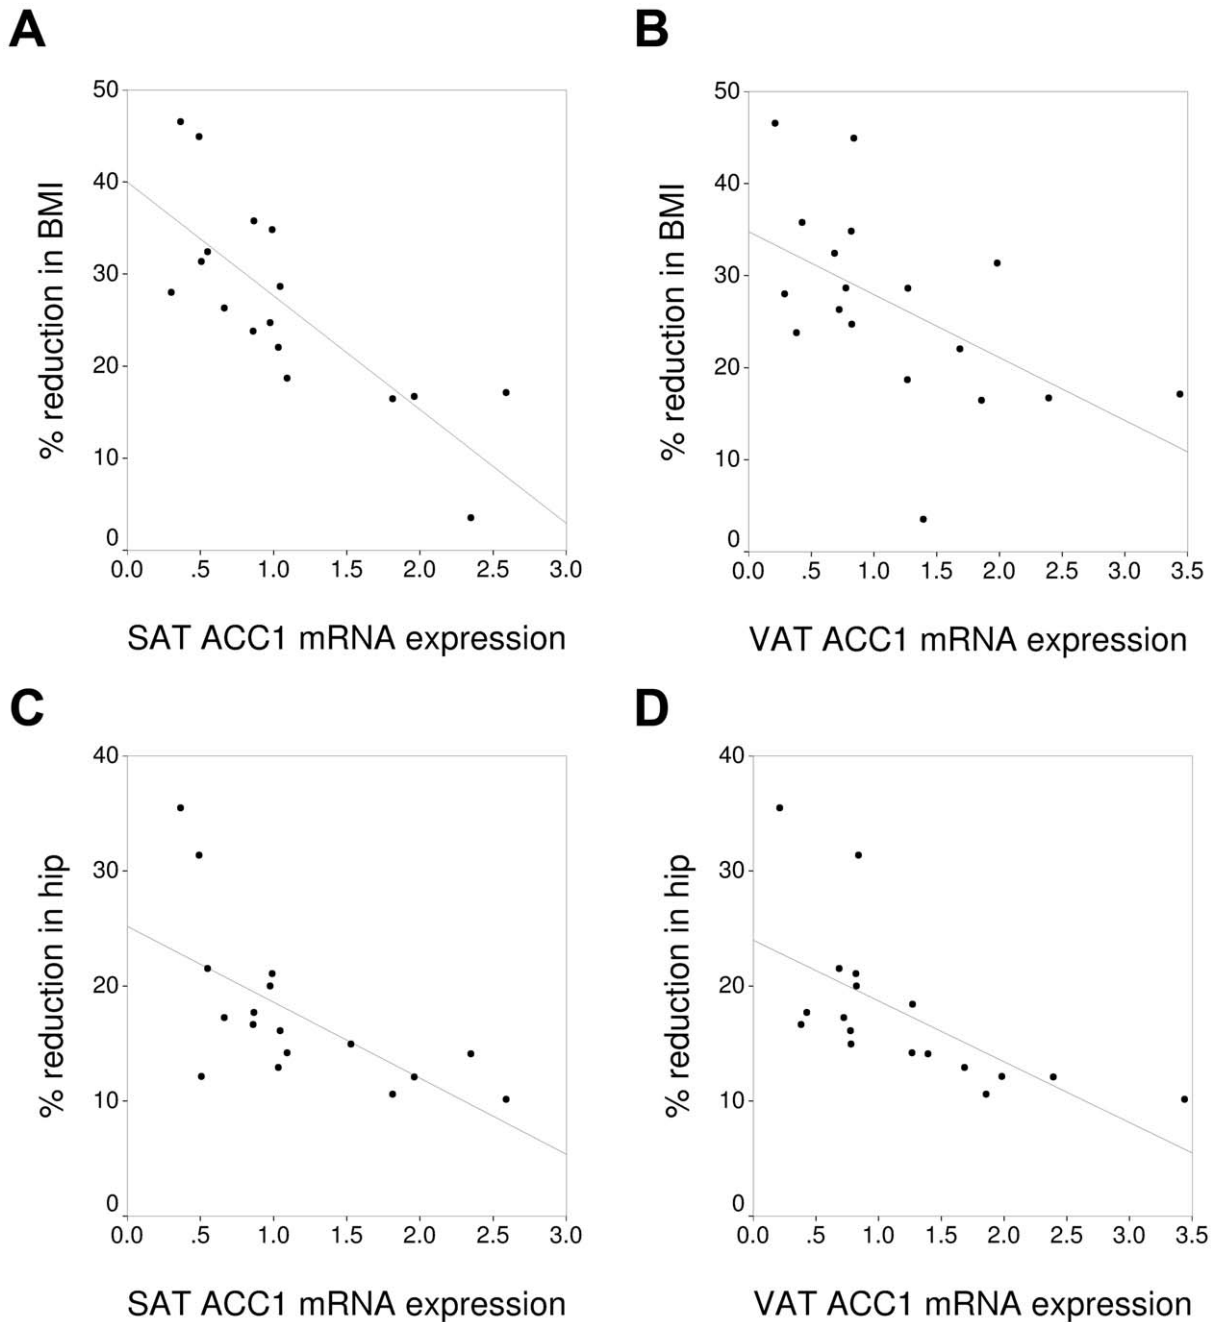 A
B
50
40
30
20
10
0
% reduction in BMI
0.0 .5 1.0 1.5 2.0 2.5 3.0
SAT ACC1 mRNA expression
50
40
30
20
10
0
% reduction in BMI
0.0 .5 1.0 1.5 2.0 2.5 3.0 3.5
VAT ACC1 mRNA expression
C
D
40
30
20
10
0
% reduction in hip
0.0 .5 1.0 1.5 2.0 2.5 3.0
SAT ACC1 mRNA expression
40
30
20
10
0
% reduction in hip
0.0 .5 1.0 1.5 2.0 2.5 3.0 3.5
VAT ACC1 mRNA expression